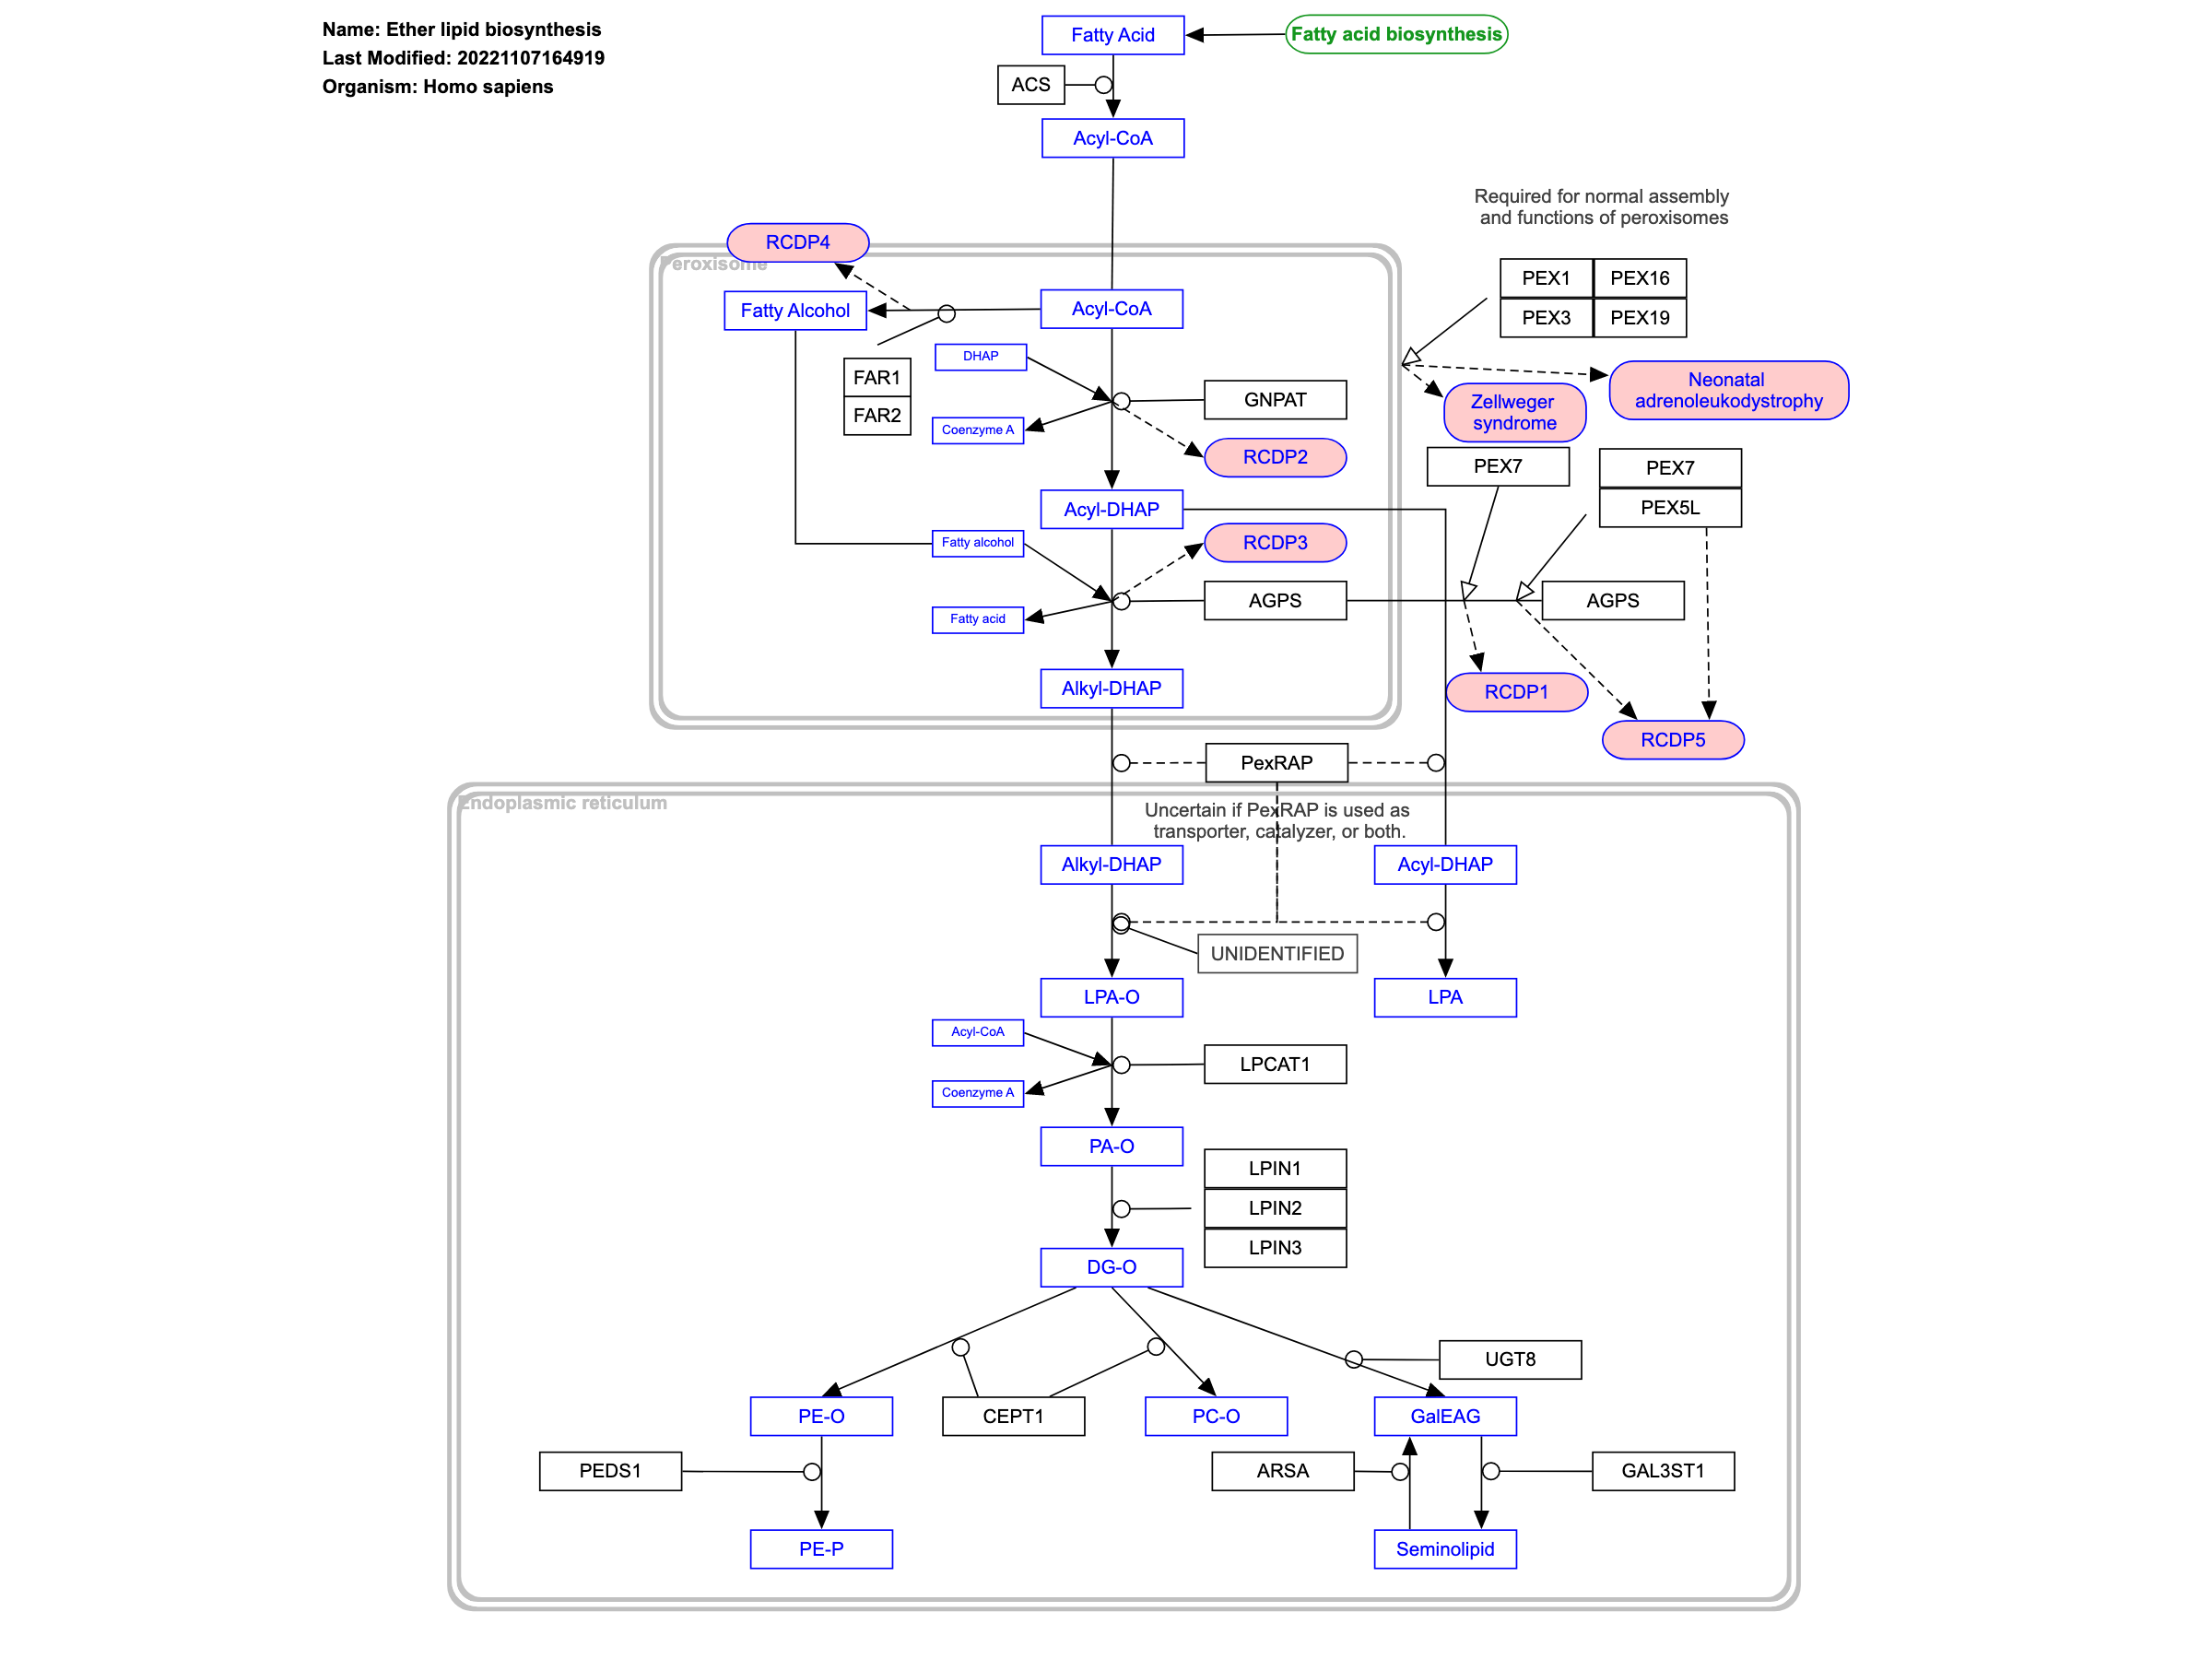 Name: Ether lipid biosynthesis
Last Modified: 20221107164919
Organism: Homo sapiens
Fatty Acid
Fatty acid biosynthesis
ACS
Acyl-CoA
Required for normal assembly
and functions of peroxisomes
RCDP4
Peroxisome
PEX1
PEX16
PEX3
PEX19
Fatty Alcohol
Acyl-CoA
DHAP
FAR1
FAR2
GNPAT
Coenzyme A
RCDP2
Neonatal
adrenoleukodystrophy
Zellweger
syndrome
PEX7
PEX7
PEX5L
Acyl-DHAP
Fatty alcohol
RCDP3
AGPS
AGPS
Fatty acid
Alkyl-DHAP
RCDP1
RCDP5
PexRAP
Endoplasmic reticulum
Uncertain if PexRAP is used as
transporter, catalyzer, or both.
Alkyl-DHAP
Acyl-DHAP
UNIDENTIFIED
LPA-O
LPA
Acyl-CoA
LPCAT1
Coenzyme A
PA-O
LPIN1
LPIN2
LPIN3
DG-O
UGT8
PE-O
CEPT1
PC-O
GalEAG
PEDS1
ARSA
GAL3ST1
PE-P
Seminolipid